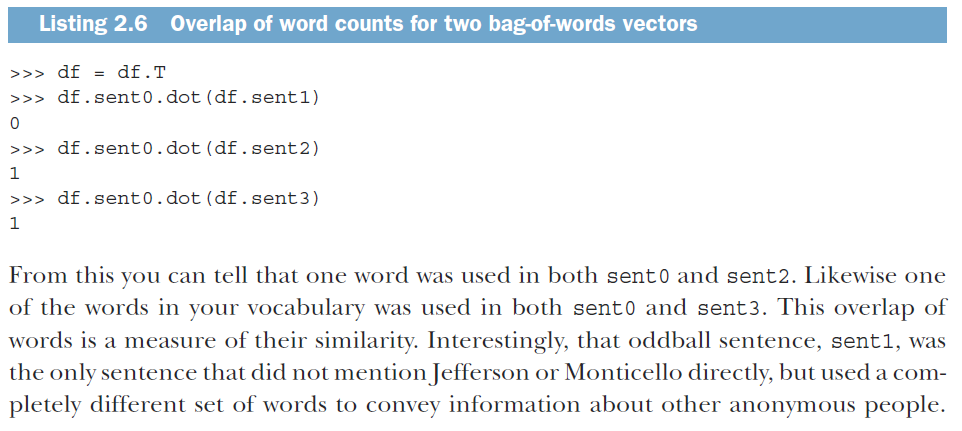 Listing 2.6 Overlap of word counts for two bag-of-words vectors
>>> df = df.T
>>> df.sent0.dot(df.sent1)
0
>>> df.sent0.dot(df.sent2)
1
>>> df.sent0.dot(df.sent3)
1
From this you can tell that one word was used in both sent0 and sent2. Likewise one
of the words in your vocabulary was used in both sent0 and sent3. This overlap of
words is a measure of their similarity. Interestingly, that oddball sentence, sent1, was
the only sentence that did not mention Jefferson or Monticello directly, but used a com-
pletely different set of words to convey information about other anonymous people.